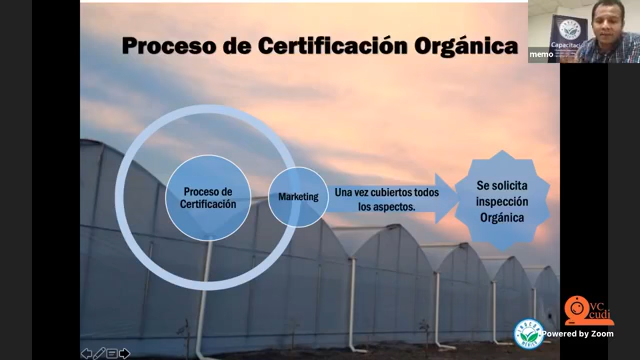 Proceso de Certificación Orgánica
Capacitaci
memo
Proceso de
Certificación
Marketing
Una vez cubiertos todos
los aspectos.
Se solicita
inspección
Orgánica
VC
cudi
Powered by Zoom